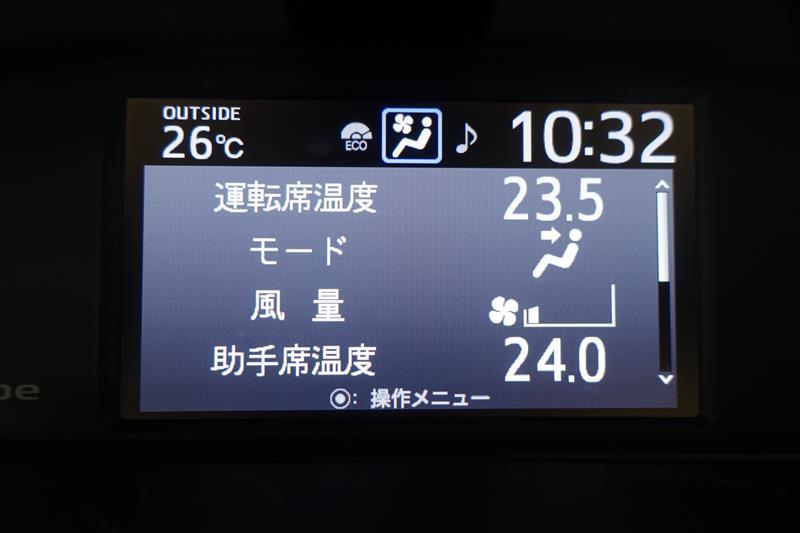 OUTSIDE
26℃
ECO
10:32
運転席温度 23.5
モード
風 量
助手席温度 24.0
◉: 操作メニュー